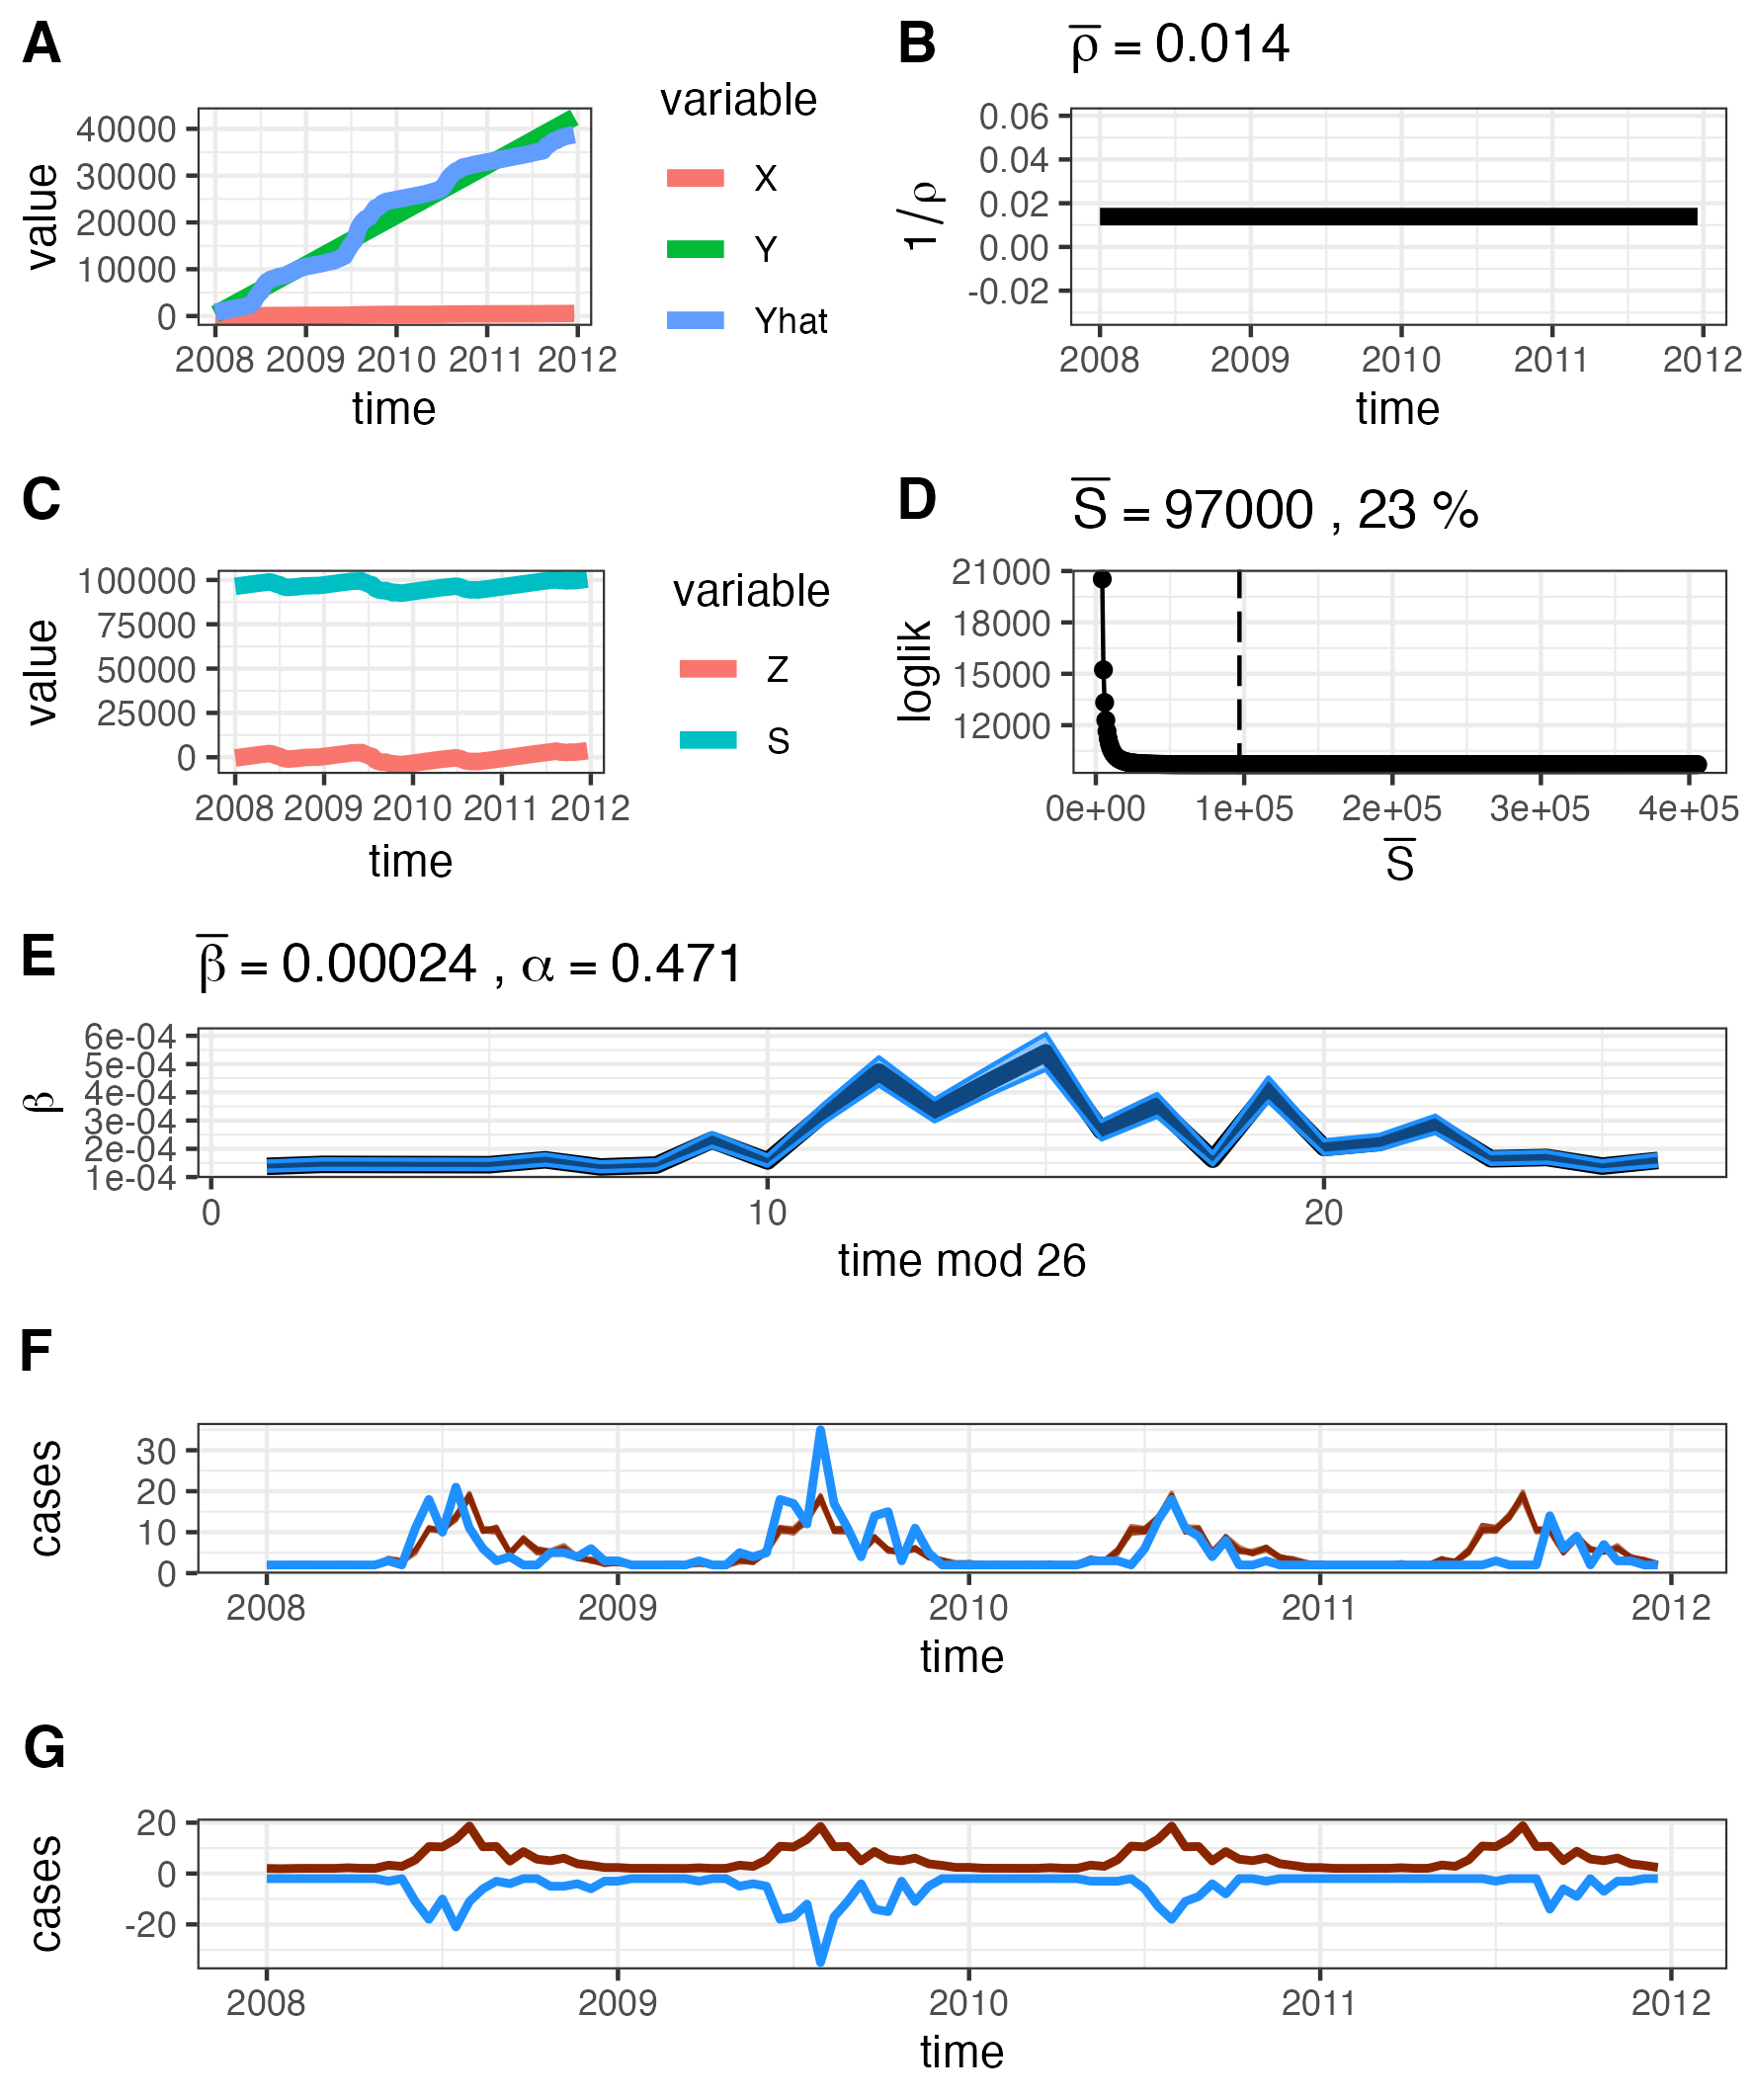 A
value
40000
30000
20000
10000
0
2008 2009 2010 2011 2012
time
variable
X
Y
Yhat
B
ρ̅ = 0.014
1/ρ
0.06
0.04
0.02
0.00
-0.02
2008 2009 2010 2011 2012
time
C
value
100000
75000
50000
25000
0
2008 2009 2010 2011 2012
time
variable
Z
S
D
S̅ = 97000 , 23 %
loglik
21000
18000
15000
12000
0e+00 1e+05 2e+05 3e+05 4e+05
S̅
E
β̅ = 0.00024 , α = 0.471
β
6e-04
5e-04
4e-04
3e-04
2e-04
1e-04
0 10 20
time mod 26
F
cases
30
20
10
0
2008 2009 2010 2011 2012
time
G
cases
20
0
-20
2008 2009 2010 2011 2012
time